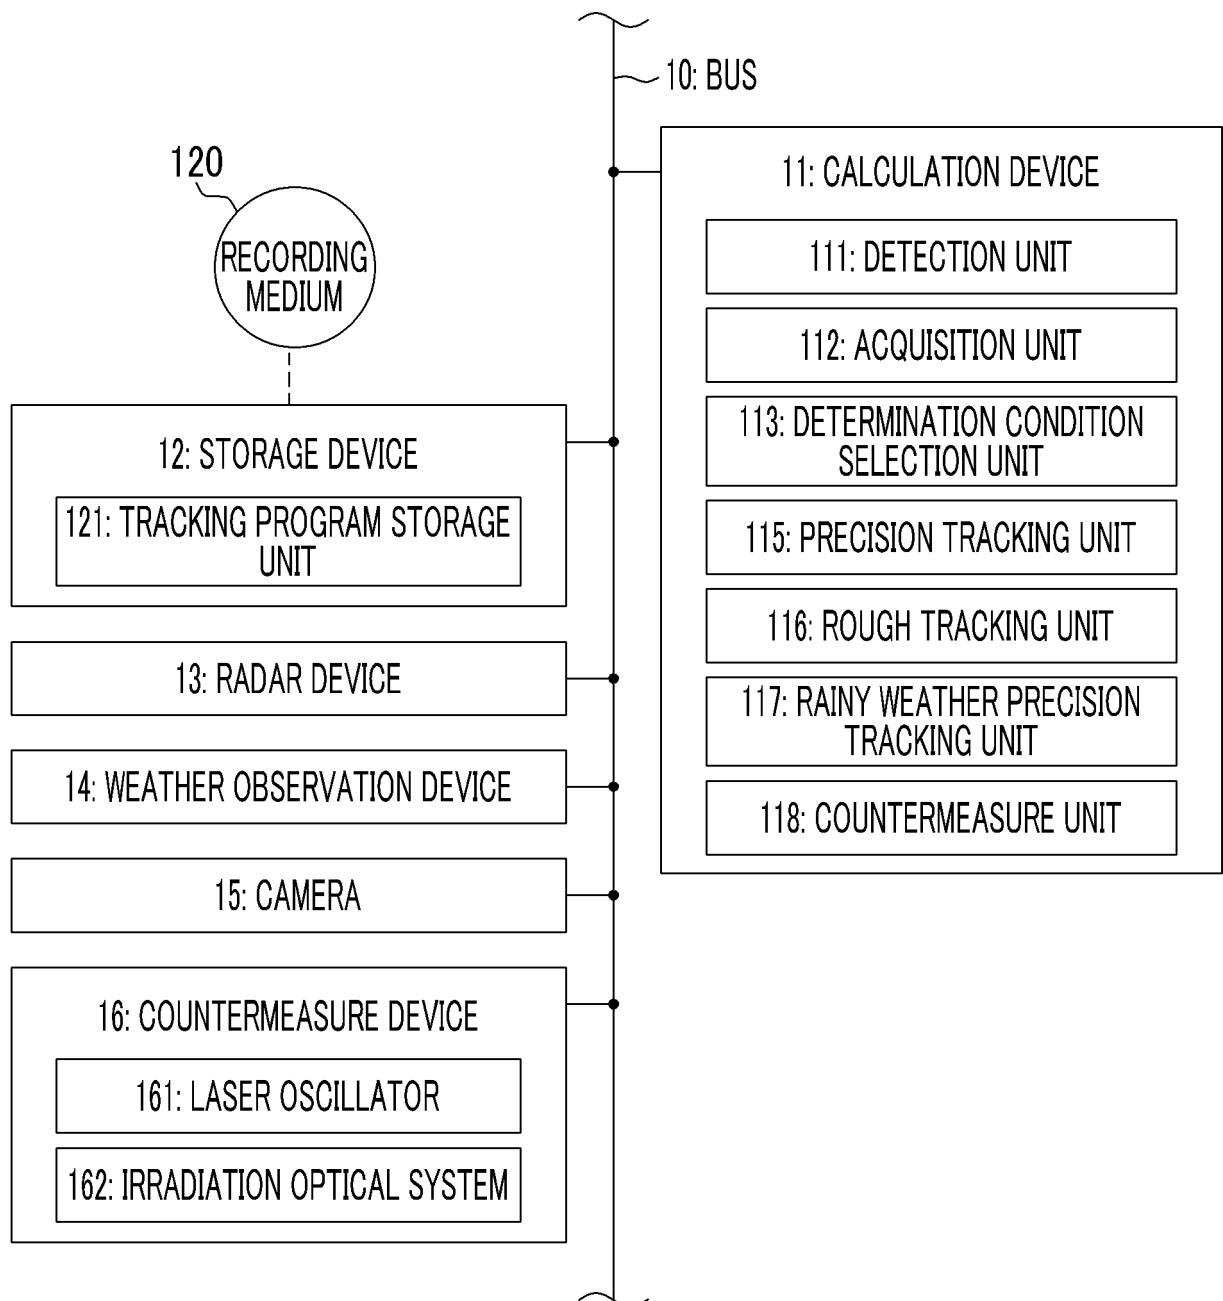 10: BUS
120
RECORDING
MEDIUM
12: STORAGE DEVICE
121: TRACKING PROGRAM STORAGE
UNIT
13: RADAR DEVICE
14: WEATHER OBSERVATION DEVICE
15: CAMERA
16: COUNTERMEASURE DEVICE
161: LASER OSCILLATOR
162: IRRADIATION OPTICAL SYSTEM
11: CALCULATION DEVICE
111: DETECTION UNIT
112: ACQUISITION UNIT
113: DETERMINATION CONDITION
SELECTION UNIT
115: PRECISION TRACKING UNIT
116: ROUGH TRACKING UNIT
117: RAINY WEATHER PRECISION
TRACKING UNIT
118: COUNTERMEASURE UNIT